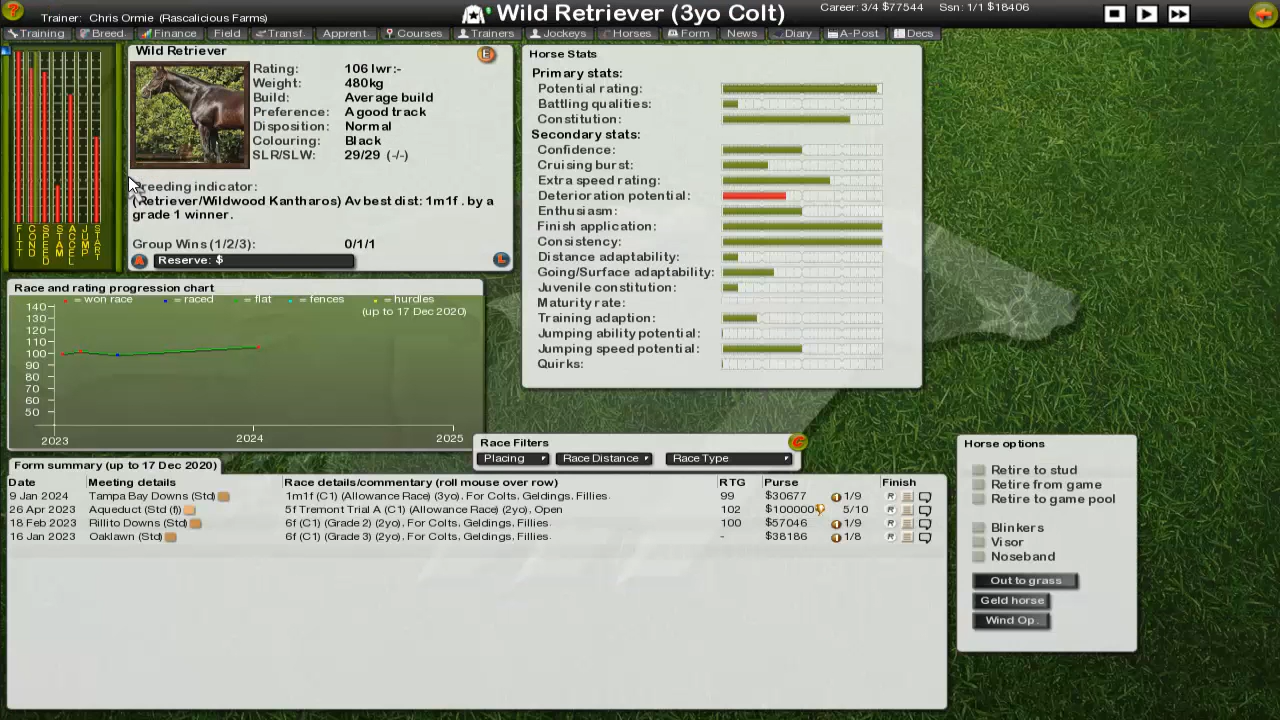 Trainer: Chris Ormie (Rascalicious Farms)
Wild Retriever (3yo Colt)
Career: 3/4 $77544 Ssn: 1/1 $18406
Training Breed. Finance Field Transf. Apprent. Courses Trainers Jockeys Horses Form News Diary A-Post Decs
Wild Retriever
E
Rating: 106 lwr:-
Weight: 480kg
Build: Average build
Preference: A good track
Disposition: Normal
Colouring: Black
SLR/SLW: 29/29 (-/-)
Breeding indicator:
(Retriever/Wildwood Kantharos) Av best dist: 1m1f . by a
grade 1 winner.
Group Wins (1/2/3): 0/1/1
A Reserve: $ L
FITT COND SPEED STAM ACCEL JUMP START
Horse Stats
Primary stats:
Potential rating:
Battling qualities:
Constitution:
Secondary stats:
Confidence:
Cruising burst:
Extra speed rating:
Deterioration potential:
Enthusiasm:
Finish application:
Consistency:
Distance adaptability:
Going/Surface adaptability:
Juvenile constitution:
Maturity rate:
Training adaption:
Jumping ability potential:
Jumping speed potential:
Quirks:
Race and rating progression chart
= won race = raced = flat = fences = hurdles
(up to 17 Dec 2020)
140
130
120
110
100
90
80
70
60
50
2023 2024 2025
Race Filters
Placing Race Distance Race Type
Form summary (up to 17 Dec 2020)
Date Meeting details Race details/commentary (roll mouse over row) RTG Purse Finish
9 Jan 2024 Tampa Bay Downs (Std) 1m1f (C1) (Allowance Race) (3yo), For Colts, Geldings, Fillies. 99 $30677 1 1/9 R
26 Apr 2023 Aqueduct (Std (f)) 5f Tremont Trial A (C1) (Allowance Race) (2yo), Open 102 $100000 5/10 R
18 Feb 2023 Rillito Downs (Std) 6f (C1) (Grade 2) (2yo), For Colts, Geldings, Fillies. 100 $57046 1 1/9 R
16 Jan 2023 Oaklawn (Std) 6f (C1) (Grade 3) (2yo), For Colts, Geldings, Fillies. - $38186 1 1/8 R
Horse options
Retire to stud
Retire from game
Retire to game pool
Blinkers
Visor
Noseband
Out to grass
Geld horse
Wind Op.